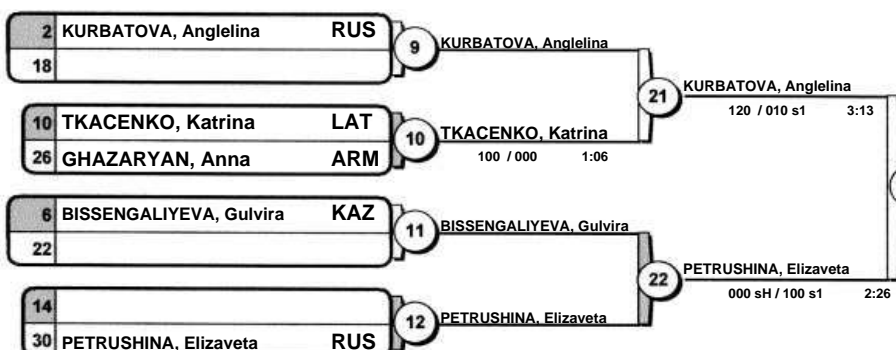 2 KURBATOVA, Anglelina RUS
18
9
KURBATOVA, Anglelina
21
KURBATOVA, Anglelina
120 / 010 s1 3:13
10 TKACENKO, Katrina LAT
26 GHAZARYAN, Anna ARM
10
TKACENKO, Katrina
100 / 000 1:06
6 BISSENGALIYEVA, Gulvira KAZ
22
11
BISSENGALIYEVA, Gulvira
22
PETRUSHINA, Elizaveta
000 sH / 100 s1 2:26
14
30 PETRUSHINA, Elizaveta RUS
12
PETRUSHINA, Elizaveta